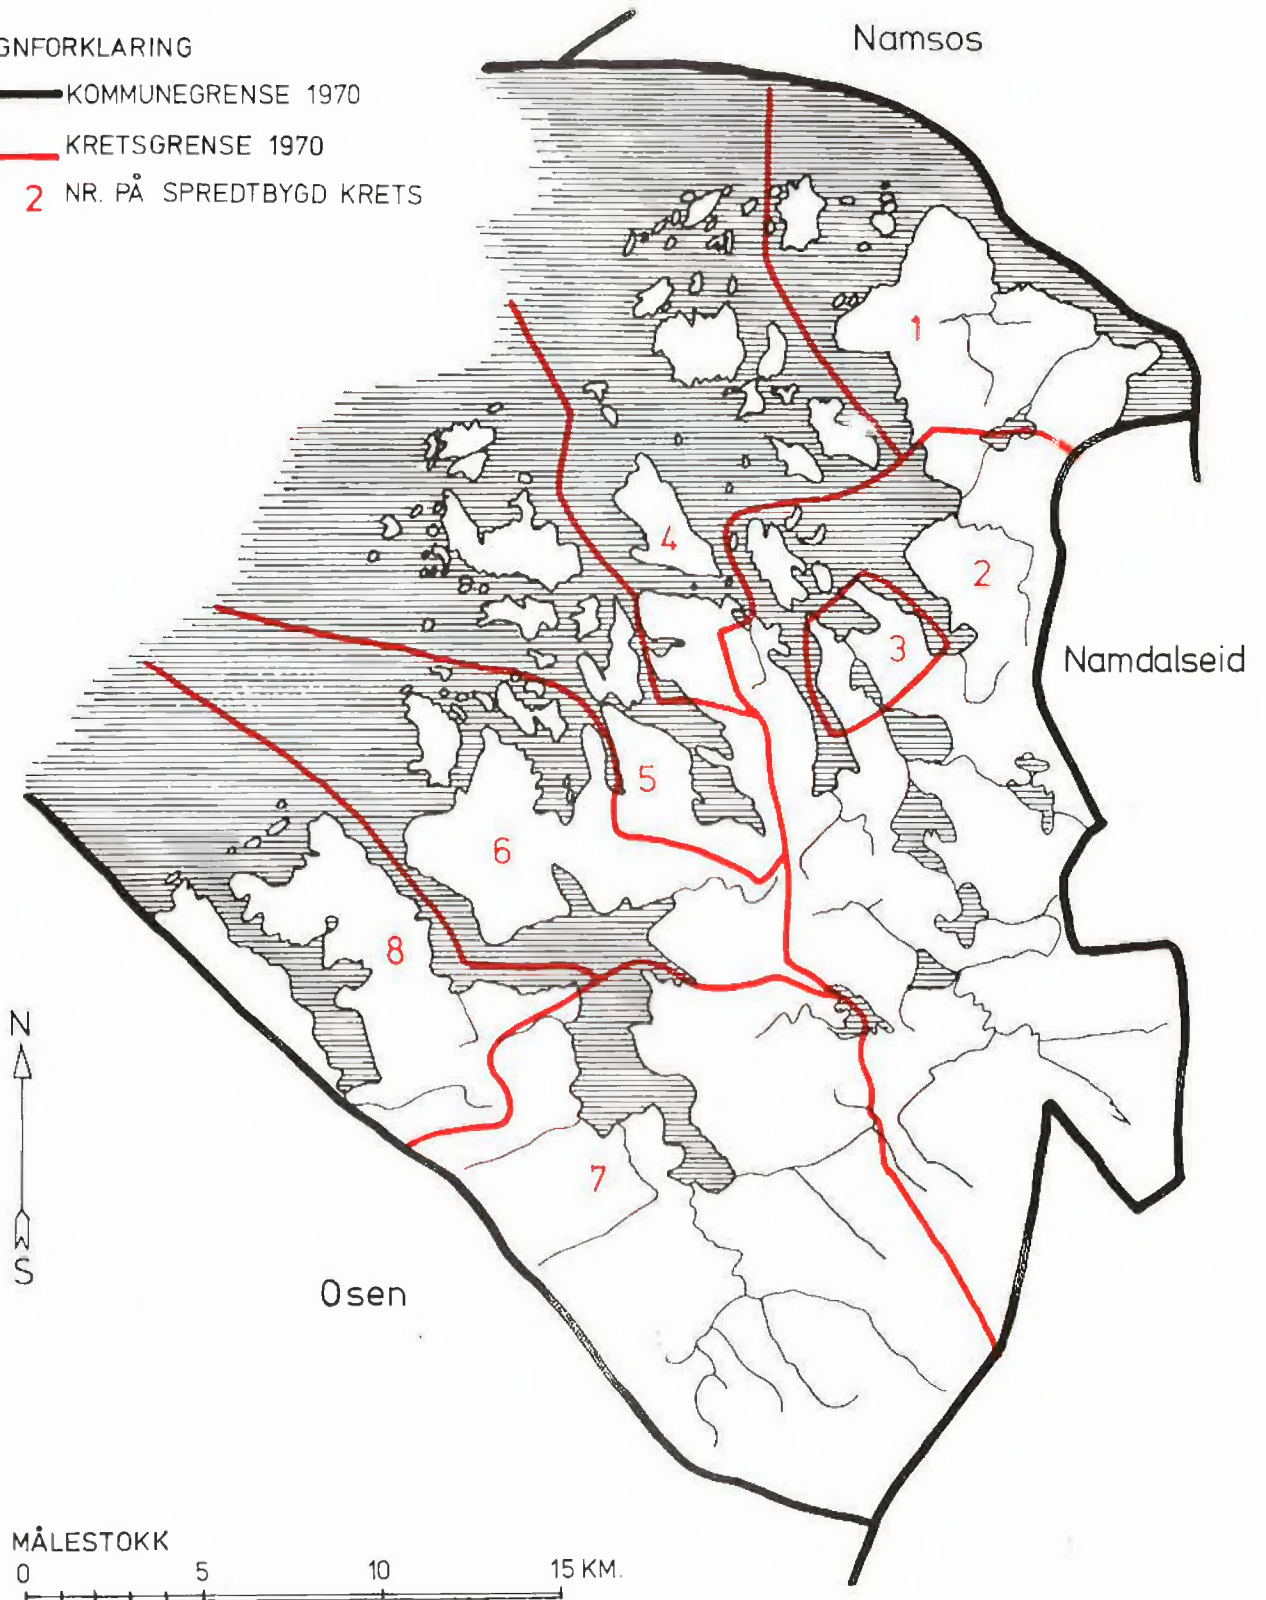 GNFORKLARING
KOMMUNEGRENSE 1970
KRETSGRENSE 1970
2 NR. PÅ SPREDTBYGD KRETS
Namsos
1
2
3
4
Namdalseid
5
6
8
7
N
S
Osen
MÅLESTOKK
0 5 10 15 KM.